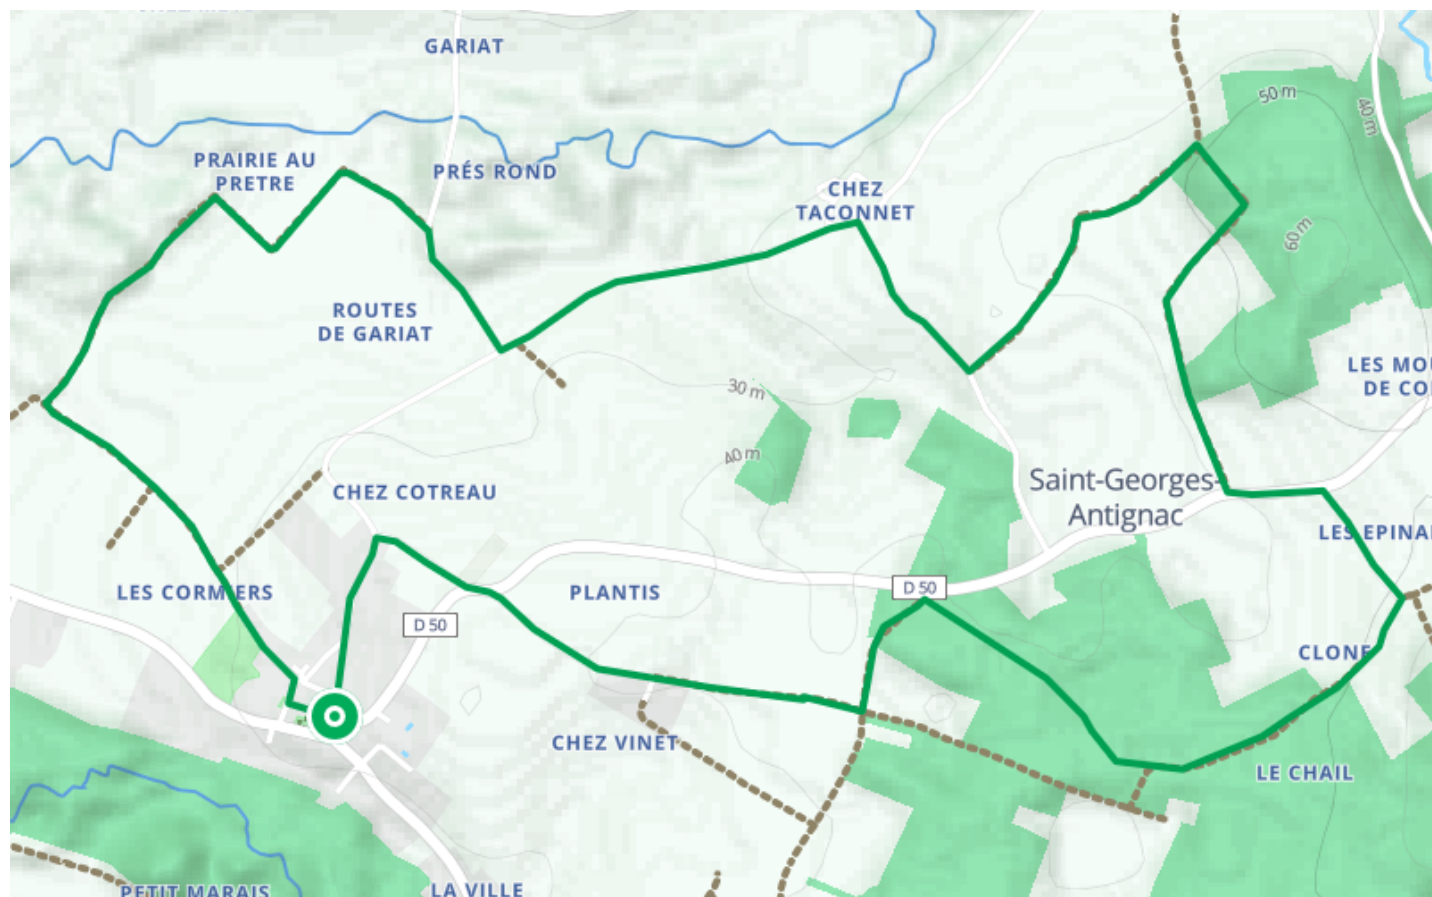 GARIAT
PRAIRIE AU
PRETRE
PRÉS ROND
CHEZ
TACONNET
50 m
40 m
60 m
ROUTES
DE GARIAT
30 m
LES MOU
DE CO
40 m
CHEZ COTREAU
Saint-Georges-
Antignac
LES EPINA
LES CORMIERS
PLANTIS
D 50
D 50
CLONE
CHEZ VINET
LE CHAIL
PETIT MARAIS
LA VILLE